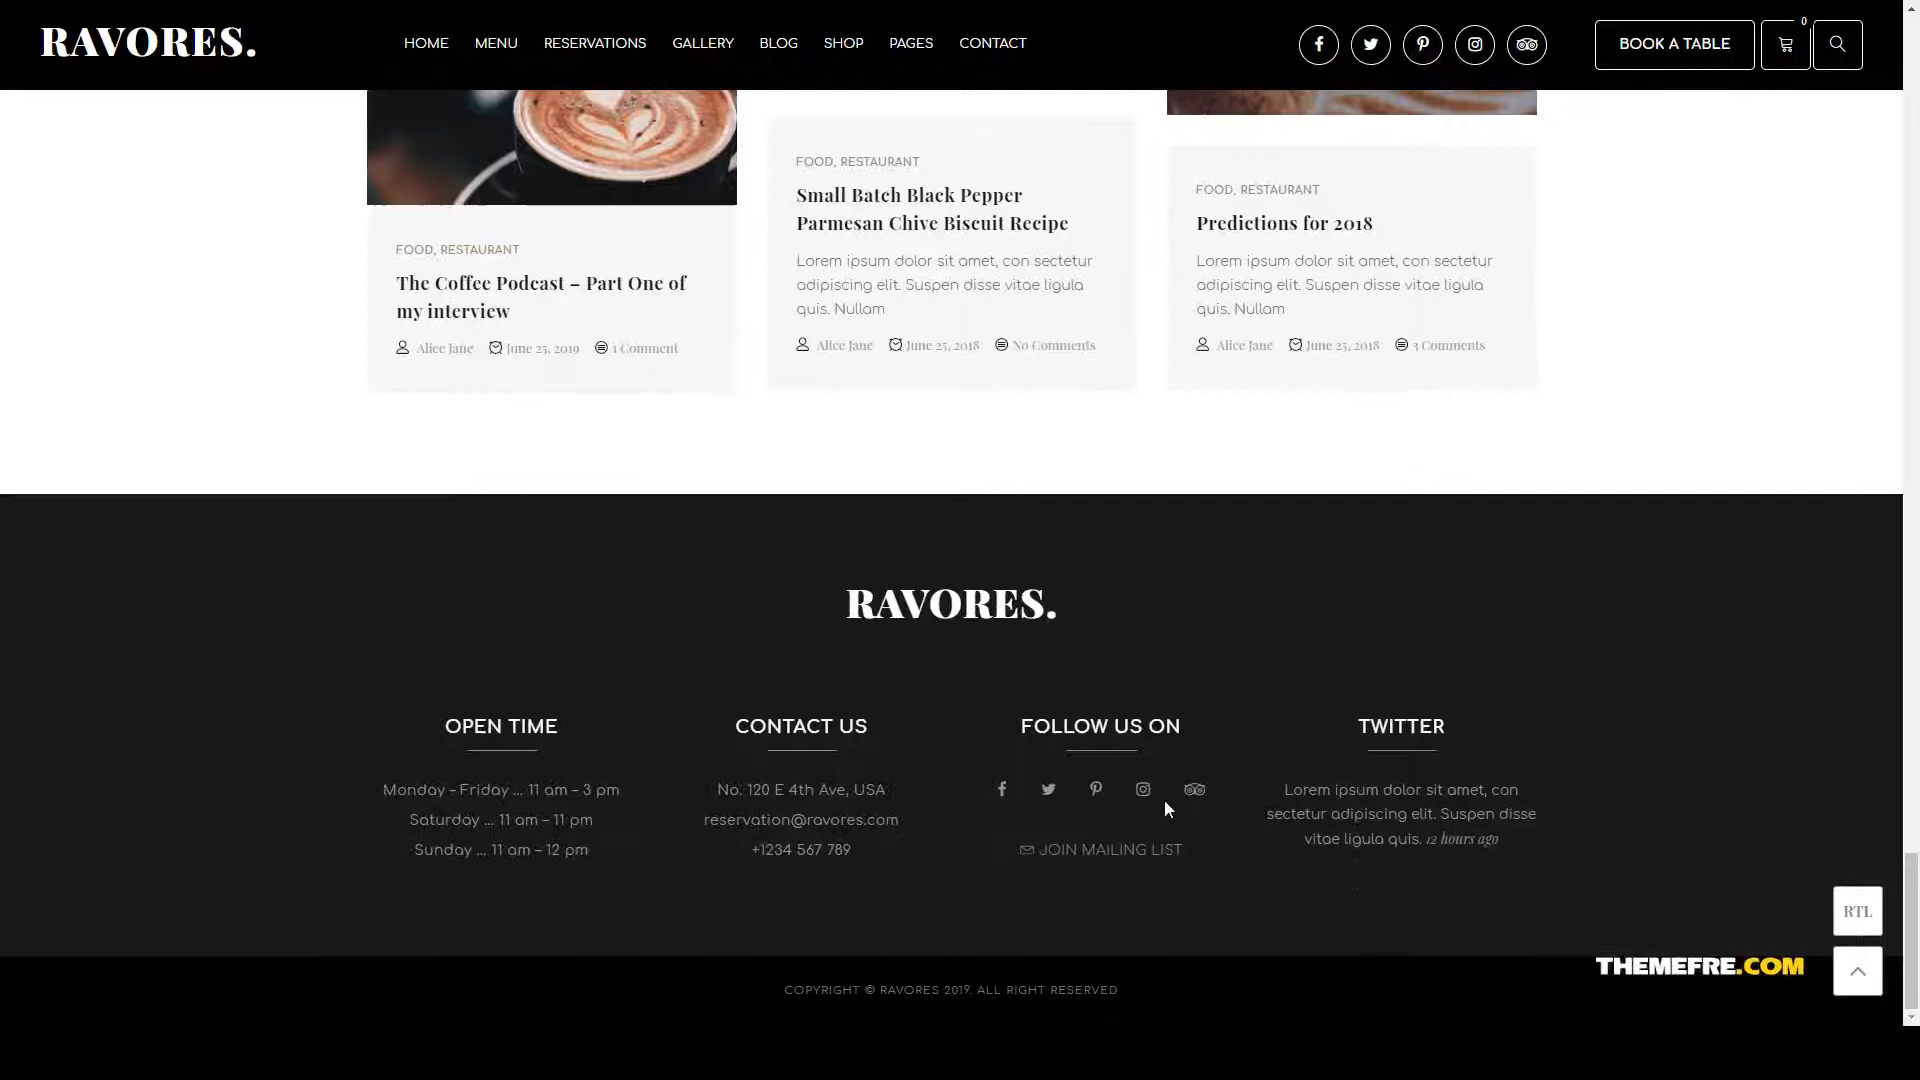 RAVORES.
HOME MENU RESERVATIONS GALLERY BLOG SHOP PAGES CONTACT
BOOK A TABLE
0
FOOD, RESTAURANT
The Coffee Podcast – Part One of
my interview
Alice Jane June 25, 2019 1 Comment
FOOD, RESTAURANT
Small Batch Black Pepper
Parmesan Chive Biscuit Recipe
Lorem ipsum dolor sit amet, con sectetur
adipiscing elit. Suspen disse vitae ligula
quis. Nullam
Alice Jane June 25, 2018 No Comments
FOOD, RESTAURANT
Predictions for 2018
Lorem ipsum dolor sit amet, con sectetur
adipiscing elit. Suspen disse vitae ligula
quis. Nullam
Alice Jane June 25, 2018 3 Comments
RAVORES.
OPEN TIME
Monday – Friday ... 11 am – 3 pm
Saturday ... 11 am – 11 pm
Sunday ... 11 am – 12 pm
CONTACT US
No. 120 E 4th Ave, USA
reservation@ravores.com
+1234 567 789
FOLLOW US ON
JOIN MAILING LIST
TWITTER
Lorem ipsum dolor sit amet, con
sectetur adipiscing elit. Suspen disse
vitae ligula quis. 12 hours ago
RTL
THEMEFRE.COM
COPYRIGHT © RAVORES 2019. ALL RIGHT RESERVED